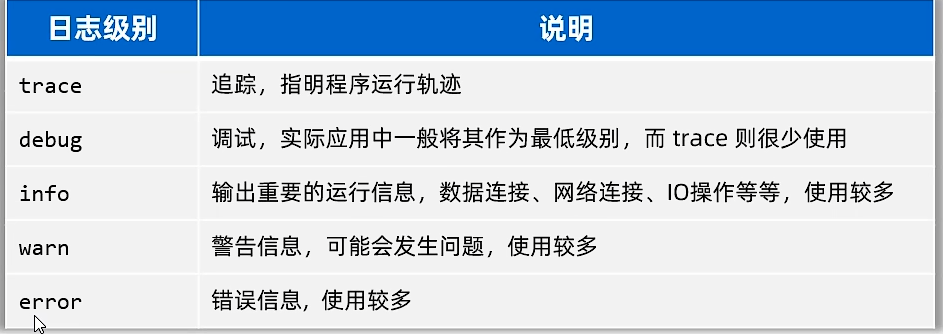 日志级别 说明
trace 追踪，指明程序运行轨迹
debug 调试，实际应用中一般将其作为最低级别，而 trace 则很少使用
info 输出重要的运行信息，数据连接、网络连接、IO操作等等，使用较多
warn 警告信息，可能会发生问题，使用较多
error 错误信息, 使用较多